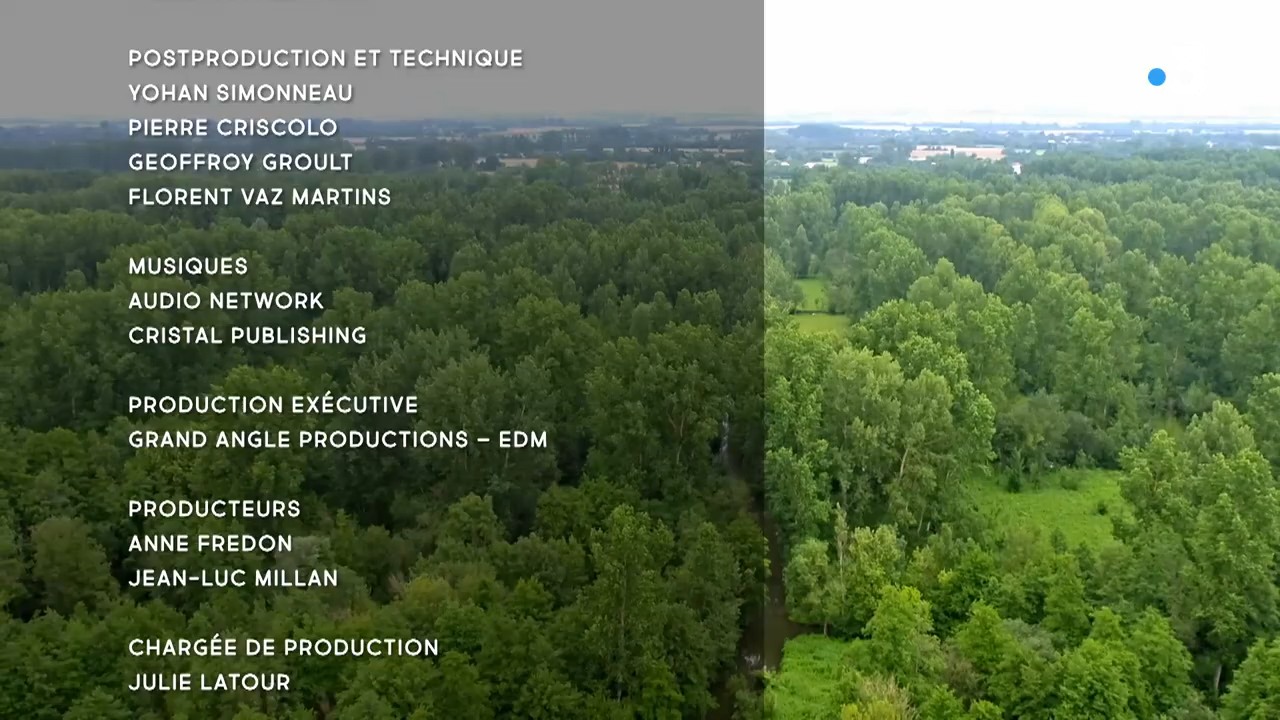 POSTPRODUCTION ET TECHNIQUE
YOHAN SIMONNEAU
PIERRE CRISCOLO
GEOFFROY GROULT
FLORENT VAZ MARTINS
MUSIQUES
AUDIO NETWORK
CRISTAL PUBLISHING
PRODUCTION EXÉCUTIVE
GRAND ANGLE PRODUCTIONS – EDM
PRODUCTEURS
ANNE FREDON
JEAN-LUC MILLAN
CHARGÉE DE PRODUCTION
JULIE LATOUR